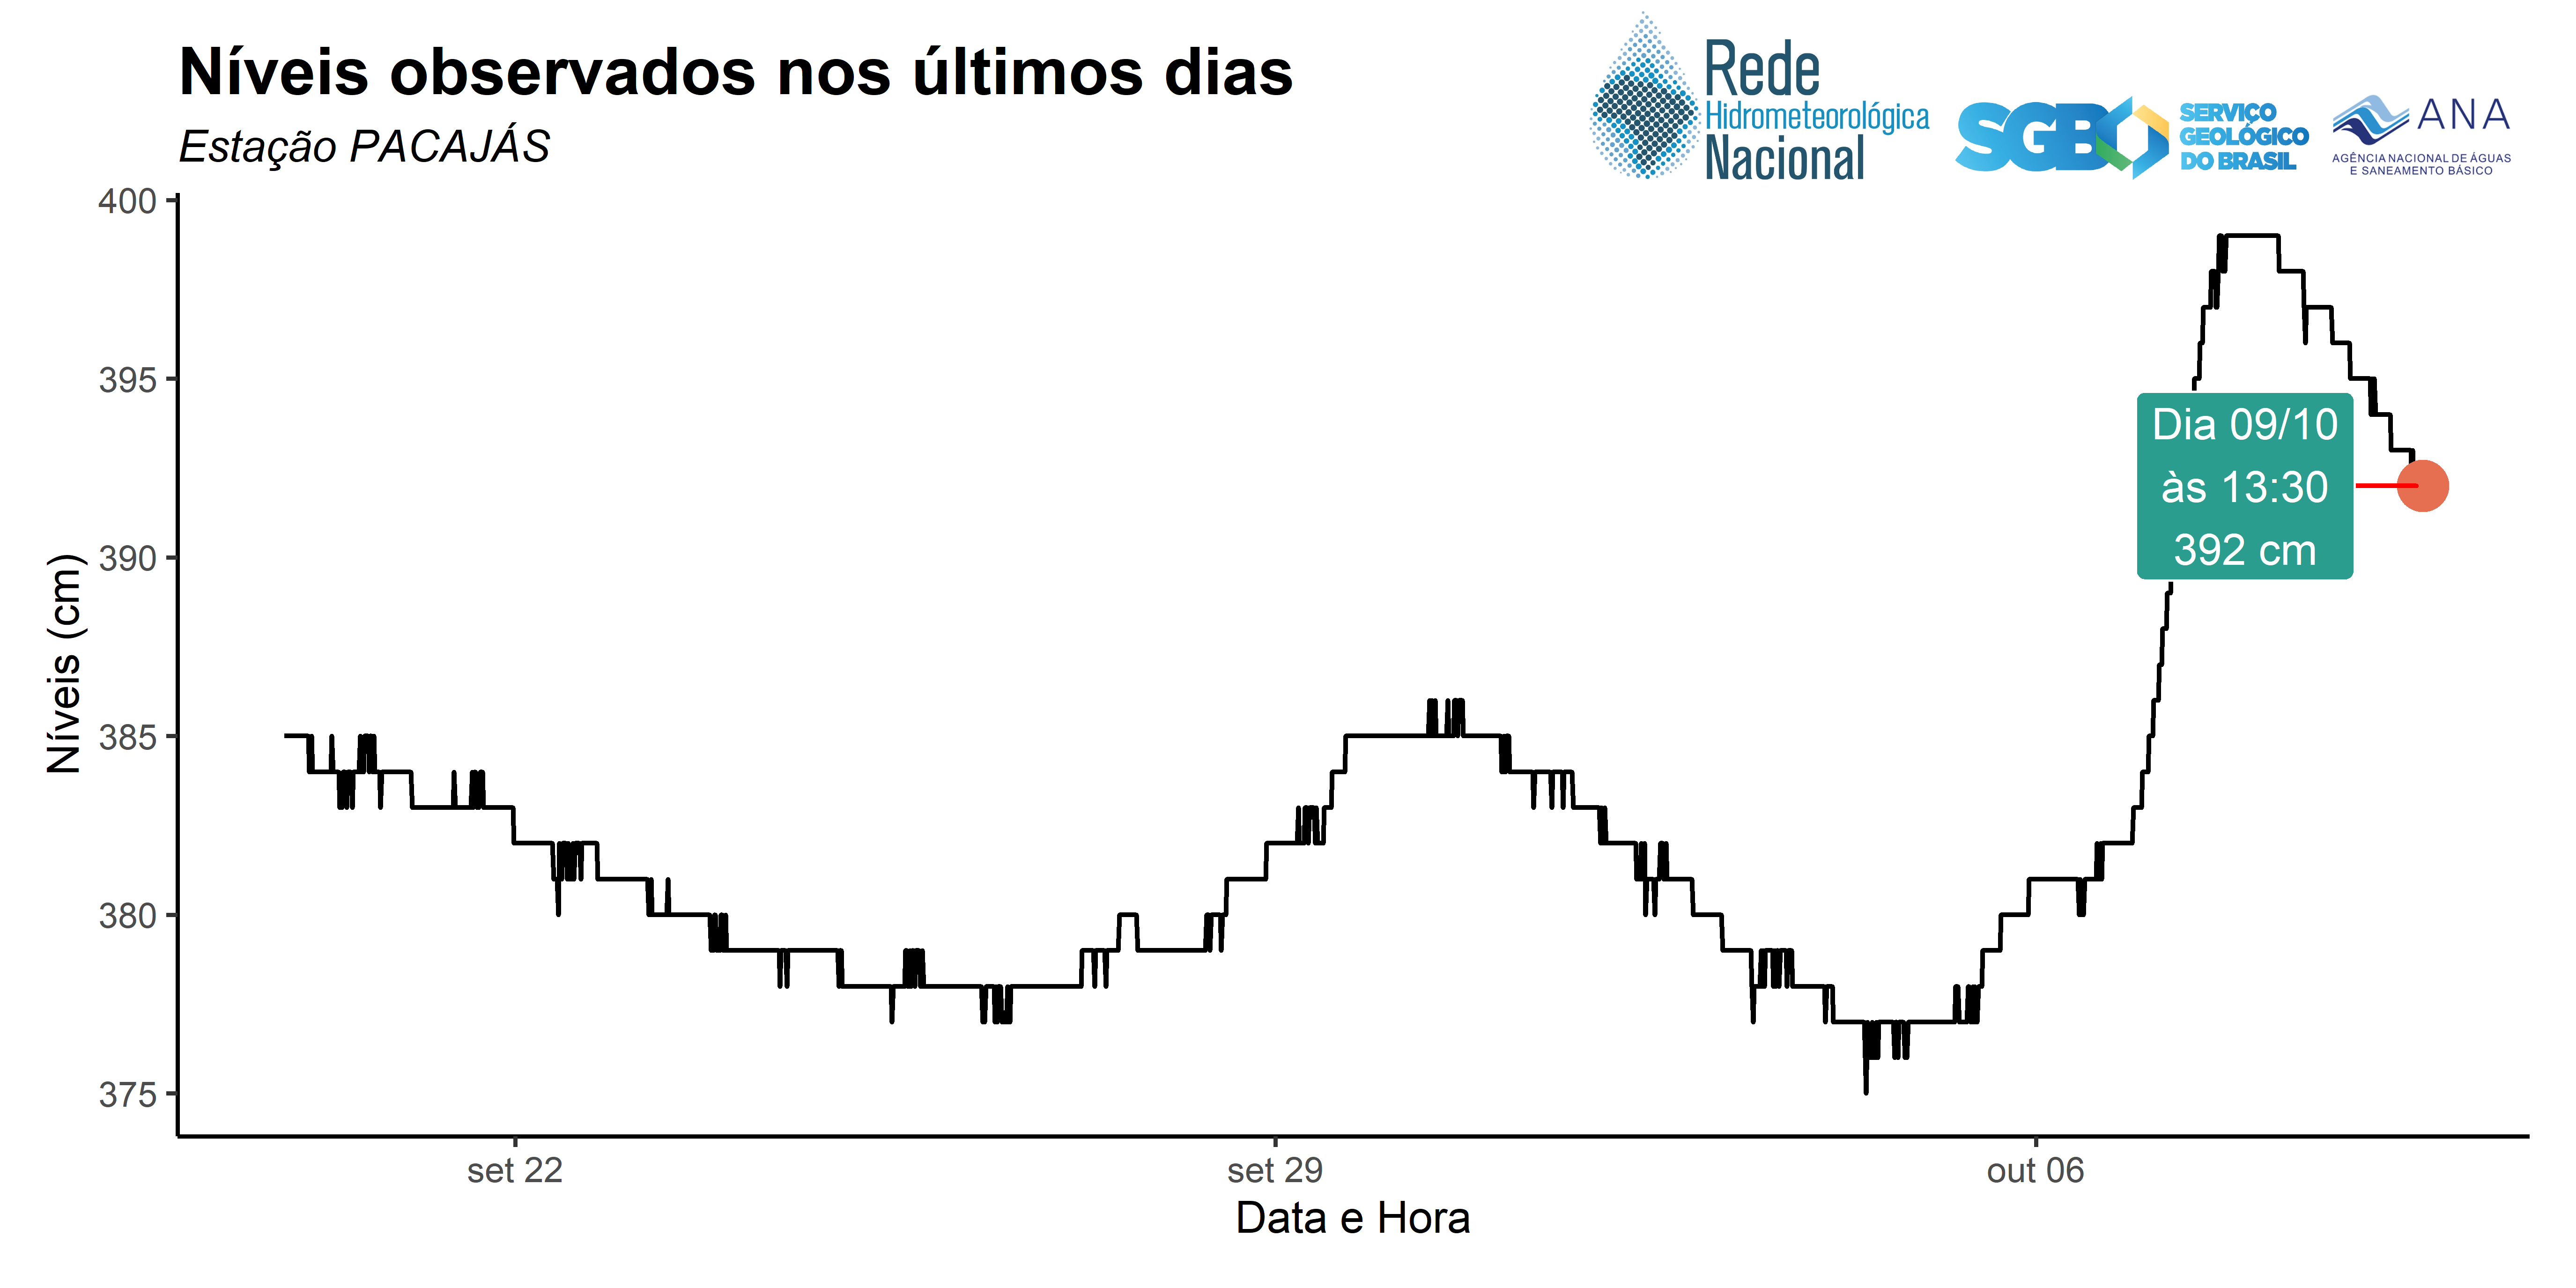 Níveis observados nos últimos dias
Estação PACAJÁS
Rede
Hidrometeorológica
Nacional
SGB
SERVIÇO
GEOLÓGICO
DO BRASIL
ANA
AGÊNCIA NACIONAL DE ÁGUAS
E SANEAMENTO BÁSICO
400
395
390
385
380
375
Níveis (cm)
Dia 09/10
às 13:30
392 cm
set 22
set 29
out 06
Data e Hora